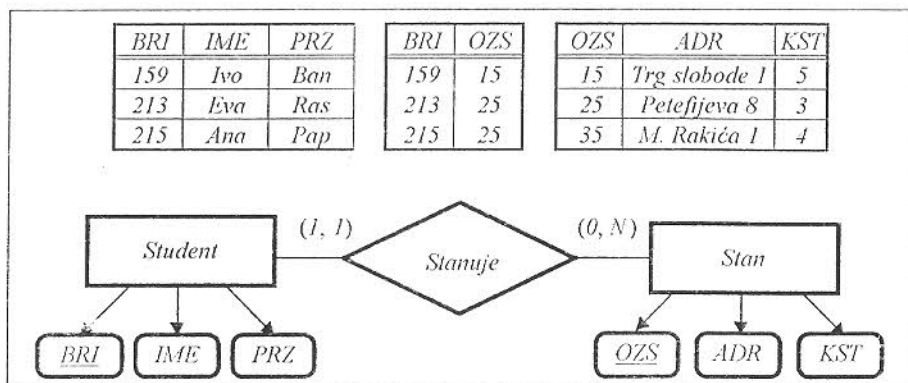 BRI IME PRZ
159 Ivo Ban
213 Eva Ras
215 Ana Pap
BRI OZS
159 15
213 25
215 25
OZS ADR KST
15 Trg slobode 1 5
25 Petefijeva 8 3
35 M. Rakića 1 4
Student (1, 1) Stanuje (0, N) Stan
BRI IME PRZ OZS ADR KST